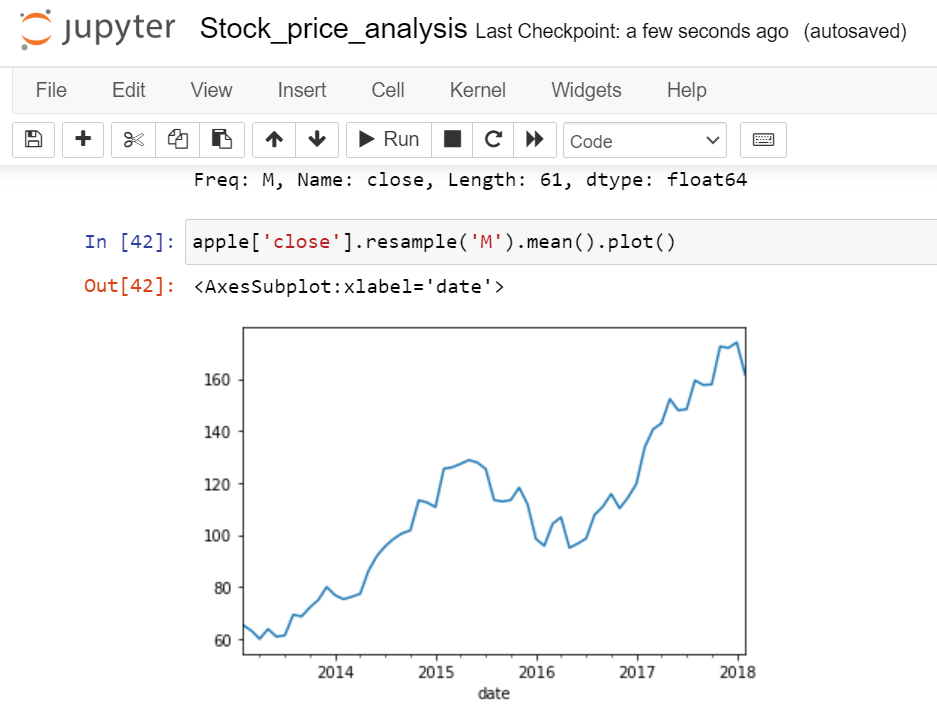 jupyter Stock_price_analysis Last Checkpoint: a few seconds ago (autosaved)
File Edit View Insert Cell Kernel Widgets Help
Run Code
Freq: M, Name: close, Length: 61, dtype: float64
In [42]: apple['close'].resample('M').mean().plot()
Out[42]: <AxesSubplot:xlabel='date'>
160
140
120
100
80
60
2014 2015 2016 2017 2018
date